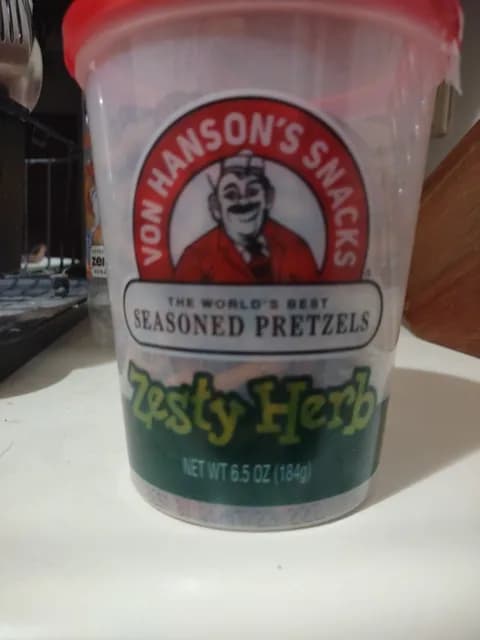 VON HANSON'S SNACKS
THE WORLD'S BEST
SEASONED PRETZELS
Zesty Herb
NET WT 6.5 OZ (184g)